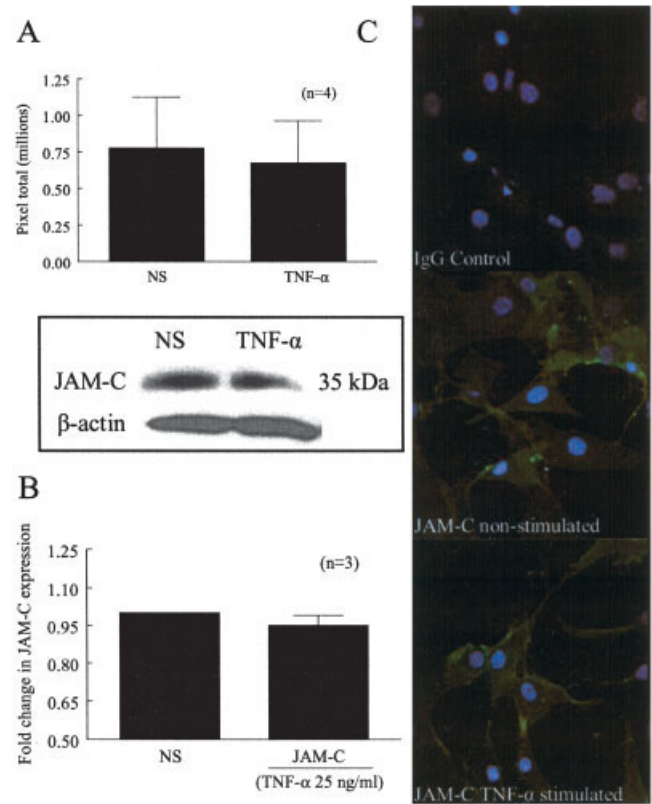 A
Pixel total (millions)
1.25
1.00
0.75
0.50
0.25
0.00
(n=4)
NS TNF-α
NS TNF-α
JAM-C 35 kDa
β-actin
B
Fold change in JAM-C expression
1.25
1.10
0.95
0.80
0.65
0.50
(n=3)
NS JAM-C
(TNF-α 25 ng/ml)
C
IgG Control
JAM-C non-stimulated
JAM-C TNF-α stimulated